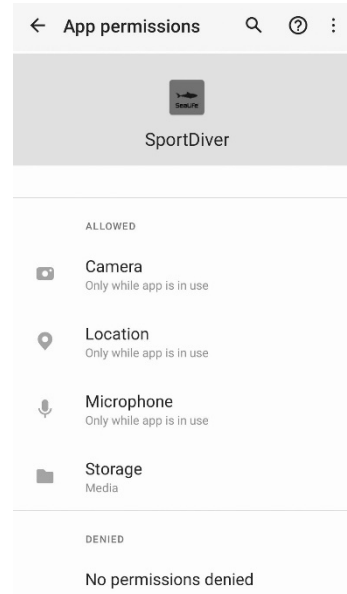 App permissions
SeaLife
SportDiver
ALLOWED
Camera
Only while app is in use
Location
Only while app is in use
Microphone
Only while app is in use
Storage
Media
DENIED
No permissions denied